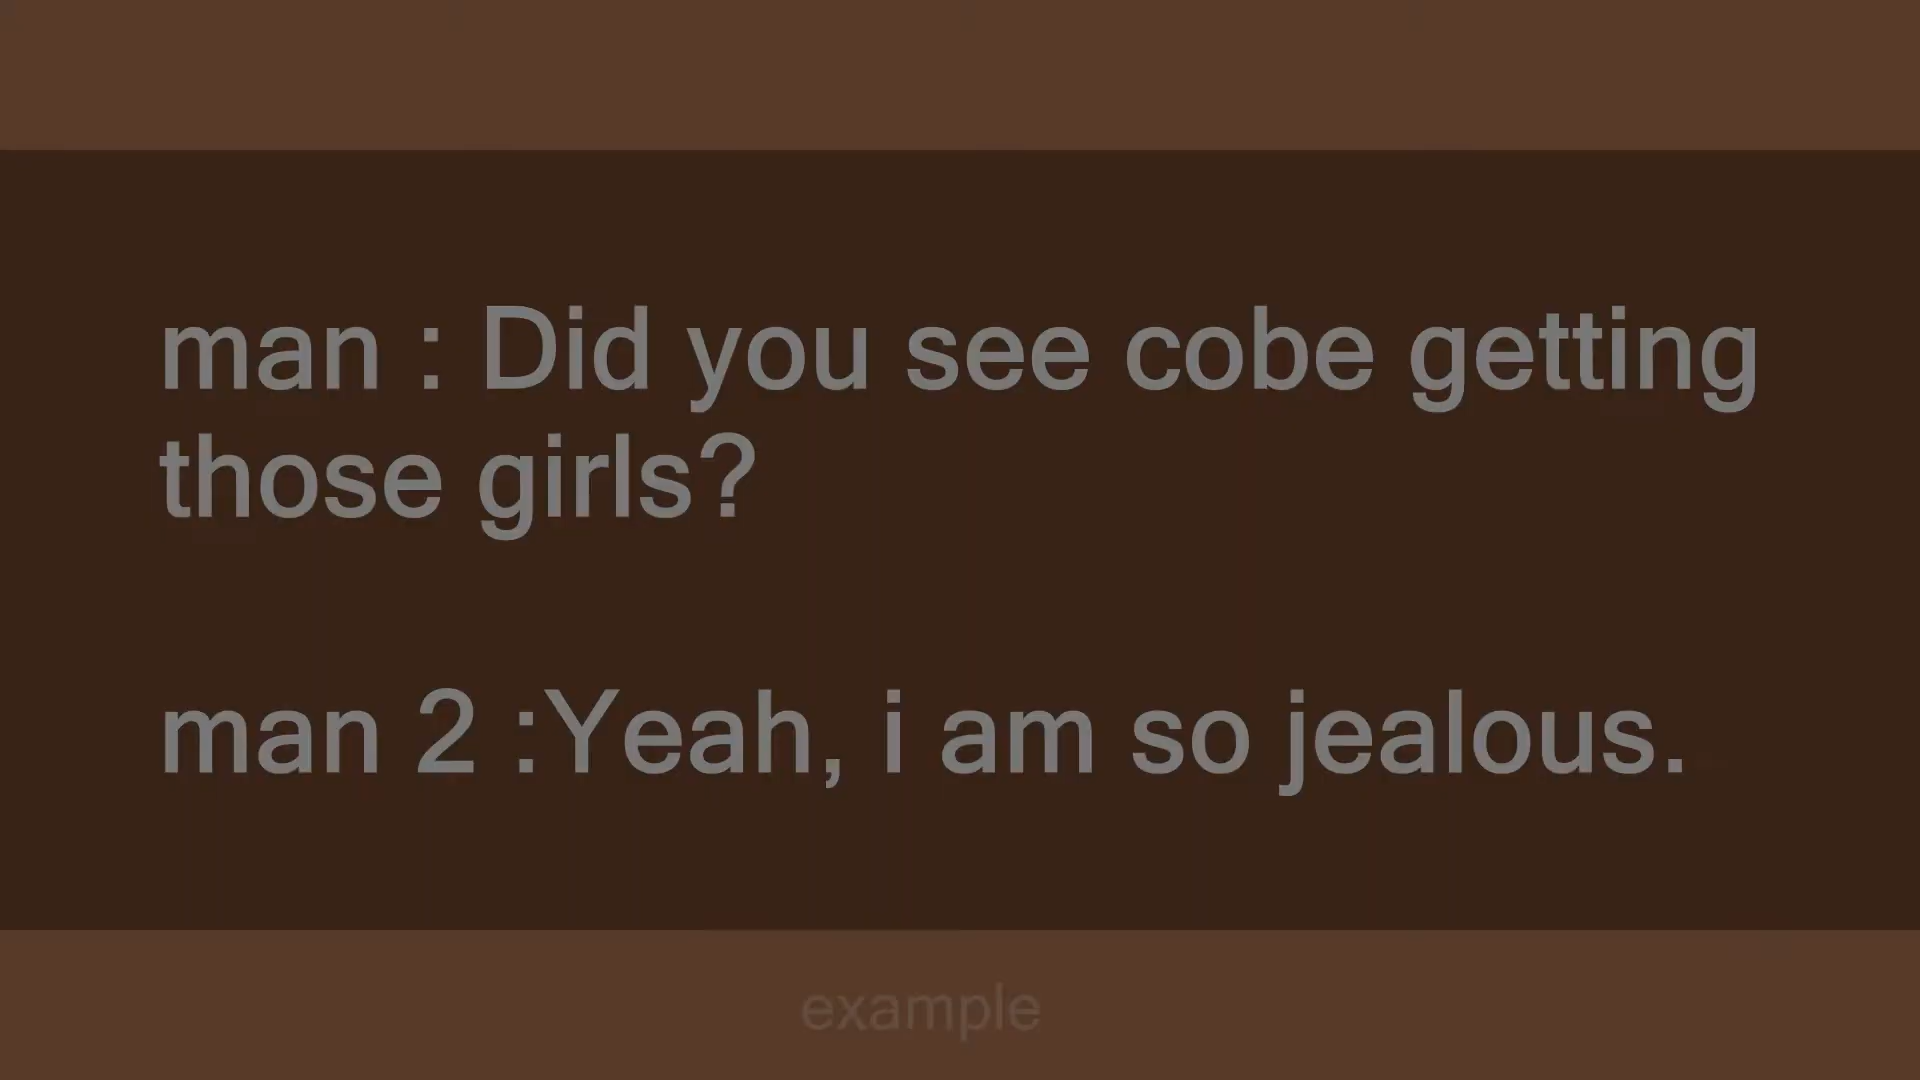 man : Did you see cobe getting
those girls?
man 2 :Yeah, i am so jealous.
example